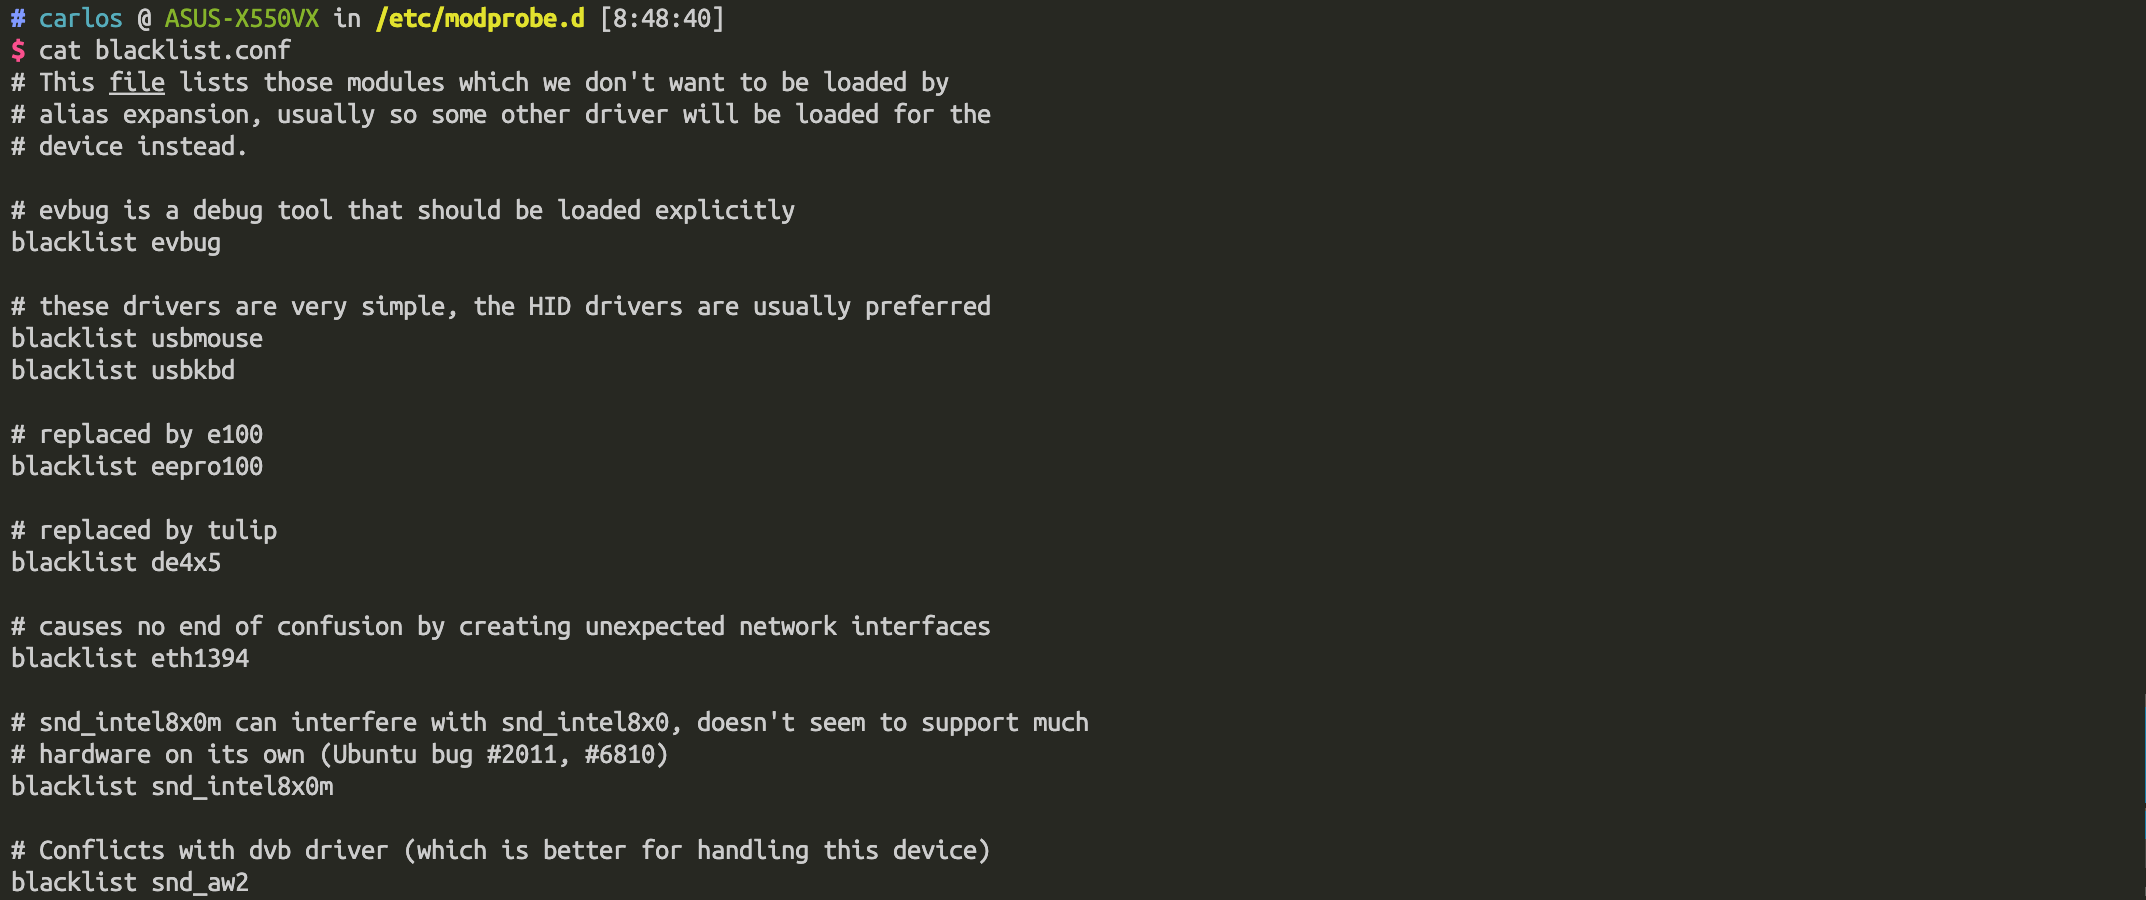 # carlos @ ASUS-X550VX in /etc/modprobe.d [8:48:40]
$ cat blacklist.conf
# This file lists those modules which we don't want to be loaded by
# alias expansion, usually so some other driver will be loaded for the
# device instead.

# evbug is a debug tool that should be loaded explicitly
blacklist evbug

# these drivers are very simple, the HID drivers are usually preferred
blacklist usbmouse
blacklist usbkbd

# replaced by e100
blacklist eepro100

# replaced by tulip
blacklist de4x5

# causes no end of confusion by creating unexpected network interfaces
blacklist eth1394

# snd_intel8x0m can interfere with snd_intel8x0, doesn't seem to support much
# hardware on its own (Ubuntu bug #2011, #6810)
blacklist snd_intel8x0m

# Conflicts with dvb driver (which is better for handling this device)
blacklist snd_aw2